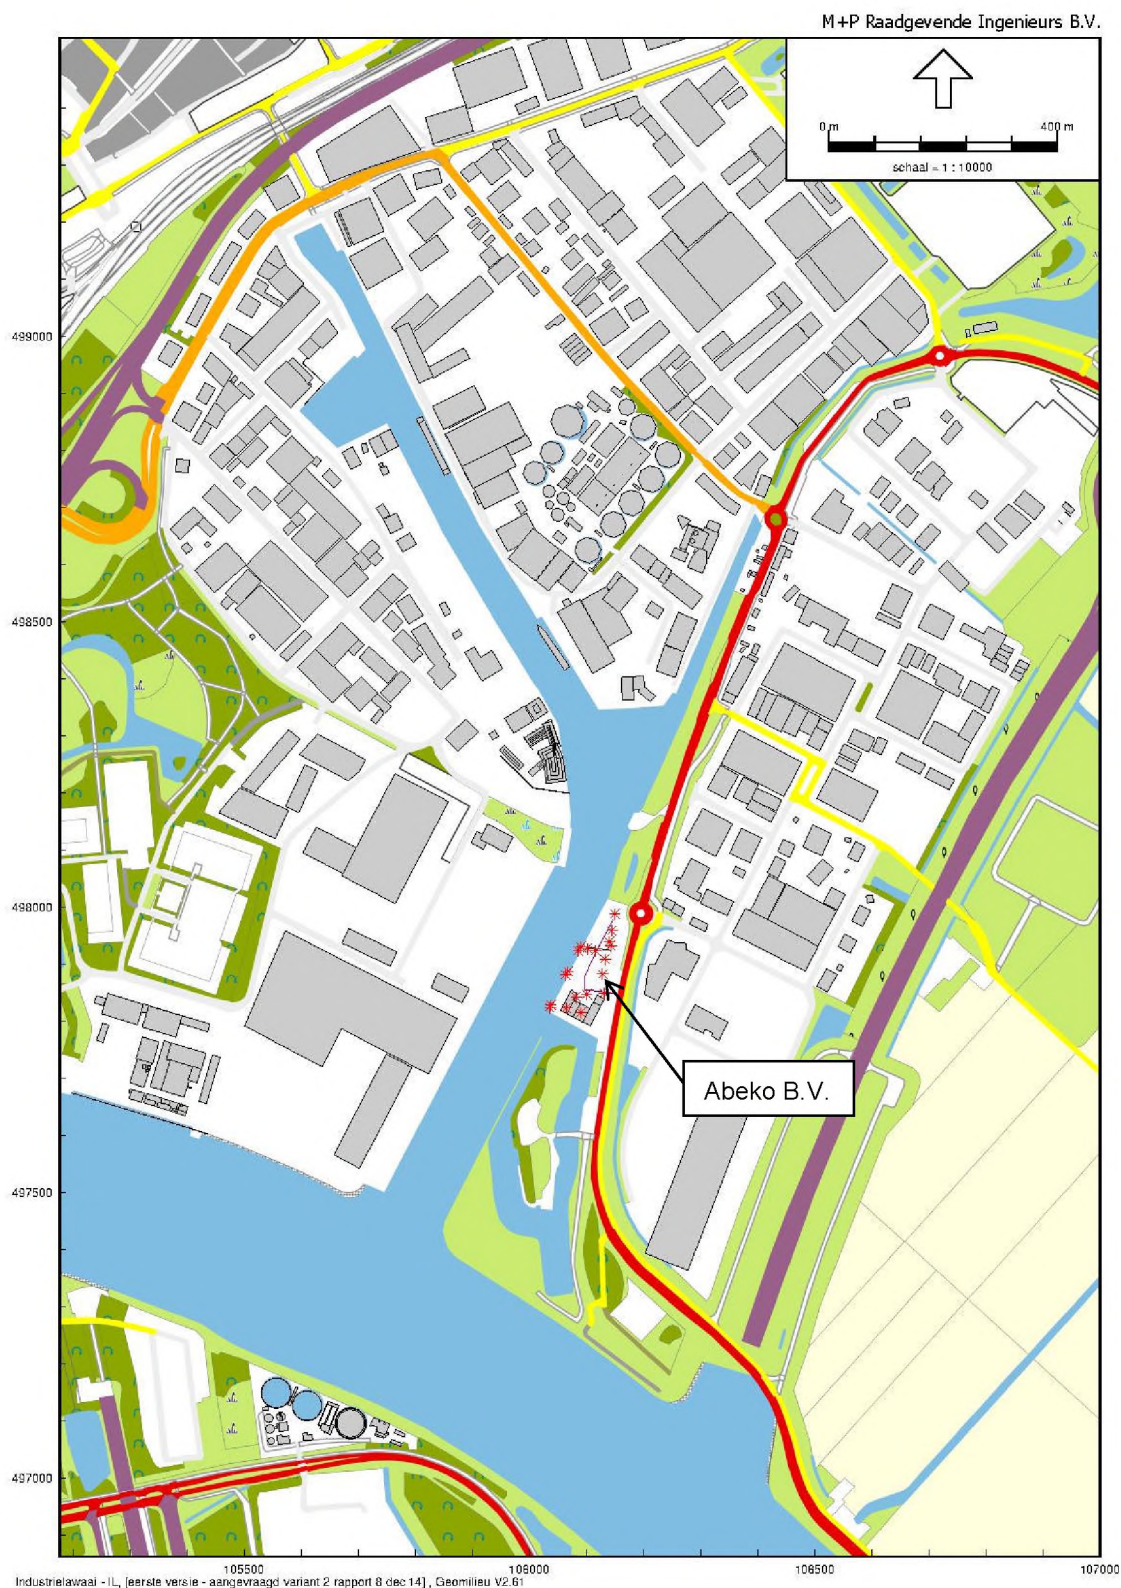 M+P Raadgevende Ingenieurs B.V.
0 m 400 m
schaal = 1 : 10000
499000
498500
498000
Abeko B.V.
497500
497000
105500 106000 106500 107000
Industrielawaai - IL, [eerste versie - aangevraagd variant 2 rapport 8 dec 14] , Geomilieu V2.61